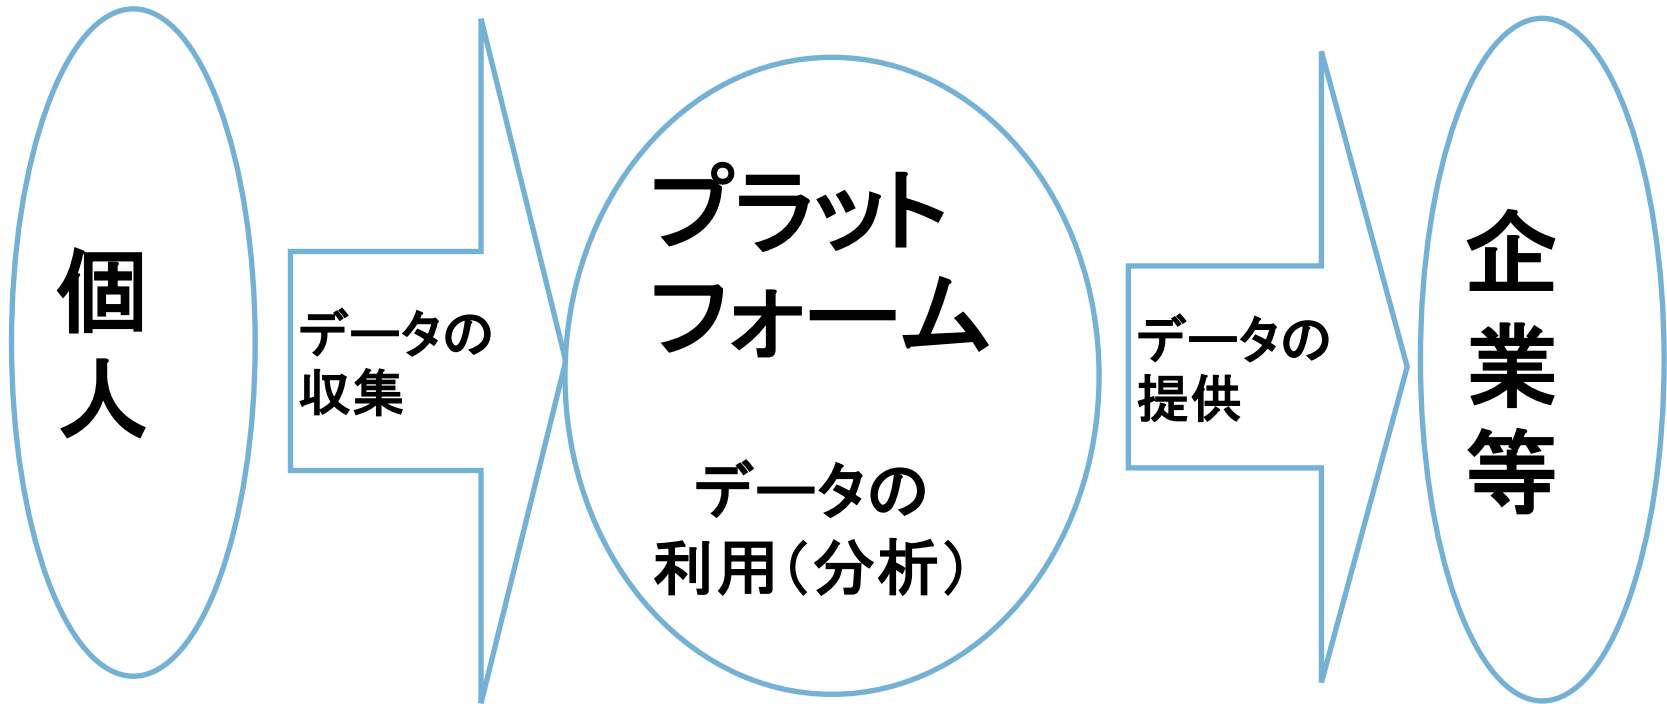 個人
データの
収集
プラット
フォーム
データの
利用（分析）
データの
提供
企業等